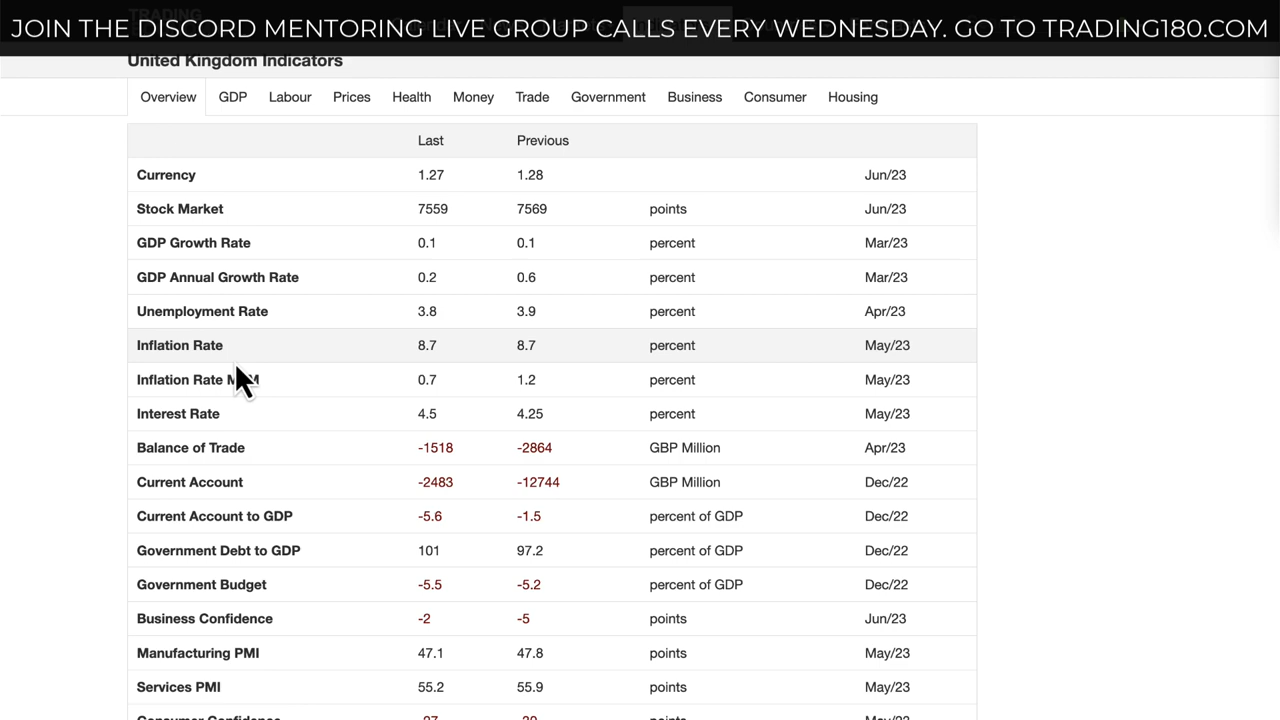 JOIN THE DISCORD MENTORING LIVE GROUP CALLS EVERY WEDNESDAY. GO TO TRADING180.COM
United Kingdom Indicators
Overview GDP Labour Prices Health Money Trade Government Business Consumer Housing
Last Previous
Currency 1.27 1.28 Jun/23
Stock Market 7559 7569 points Jun/23
GDP Growth Rate 0.1 0.1 percent Mar/23
GDP Annual Growth Rate 0.2 0.6 percent Mar/23
Unemployment Rate 3.8 3.9 percent Apr/23
Inflation Rate 8.7 8.7 percent May/23
Inflation Rate 0.7 1.2 percent May/23
Interest Rate 4.5 4.25 percent May/23
Balance of Trade -1518 -2864 GBP Million Apr/23
Current Account -2483 -12744 GBP Million Dec/22
Current Account to GDP -5.6 -1.5 percent of GDP Dec/22
Government Debt to GDP 101 97.2 percent of GDP Dec/22
Government Budget -5.5 -5.2 percent of GDP Dec/22
Business Confidence -2 -5 points Jun/23
Manufacturing PMI 47.1 47.8 points May/23
Services PMI 55.2 55.9 points May/23